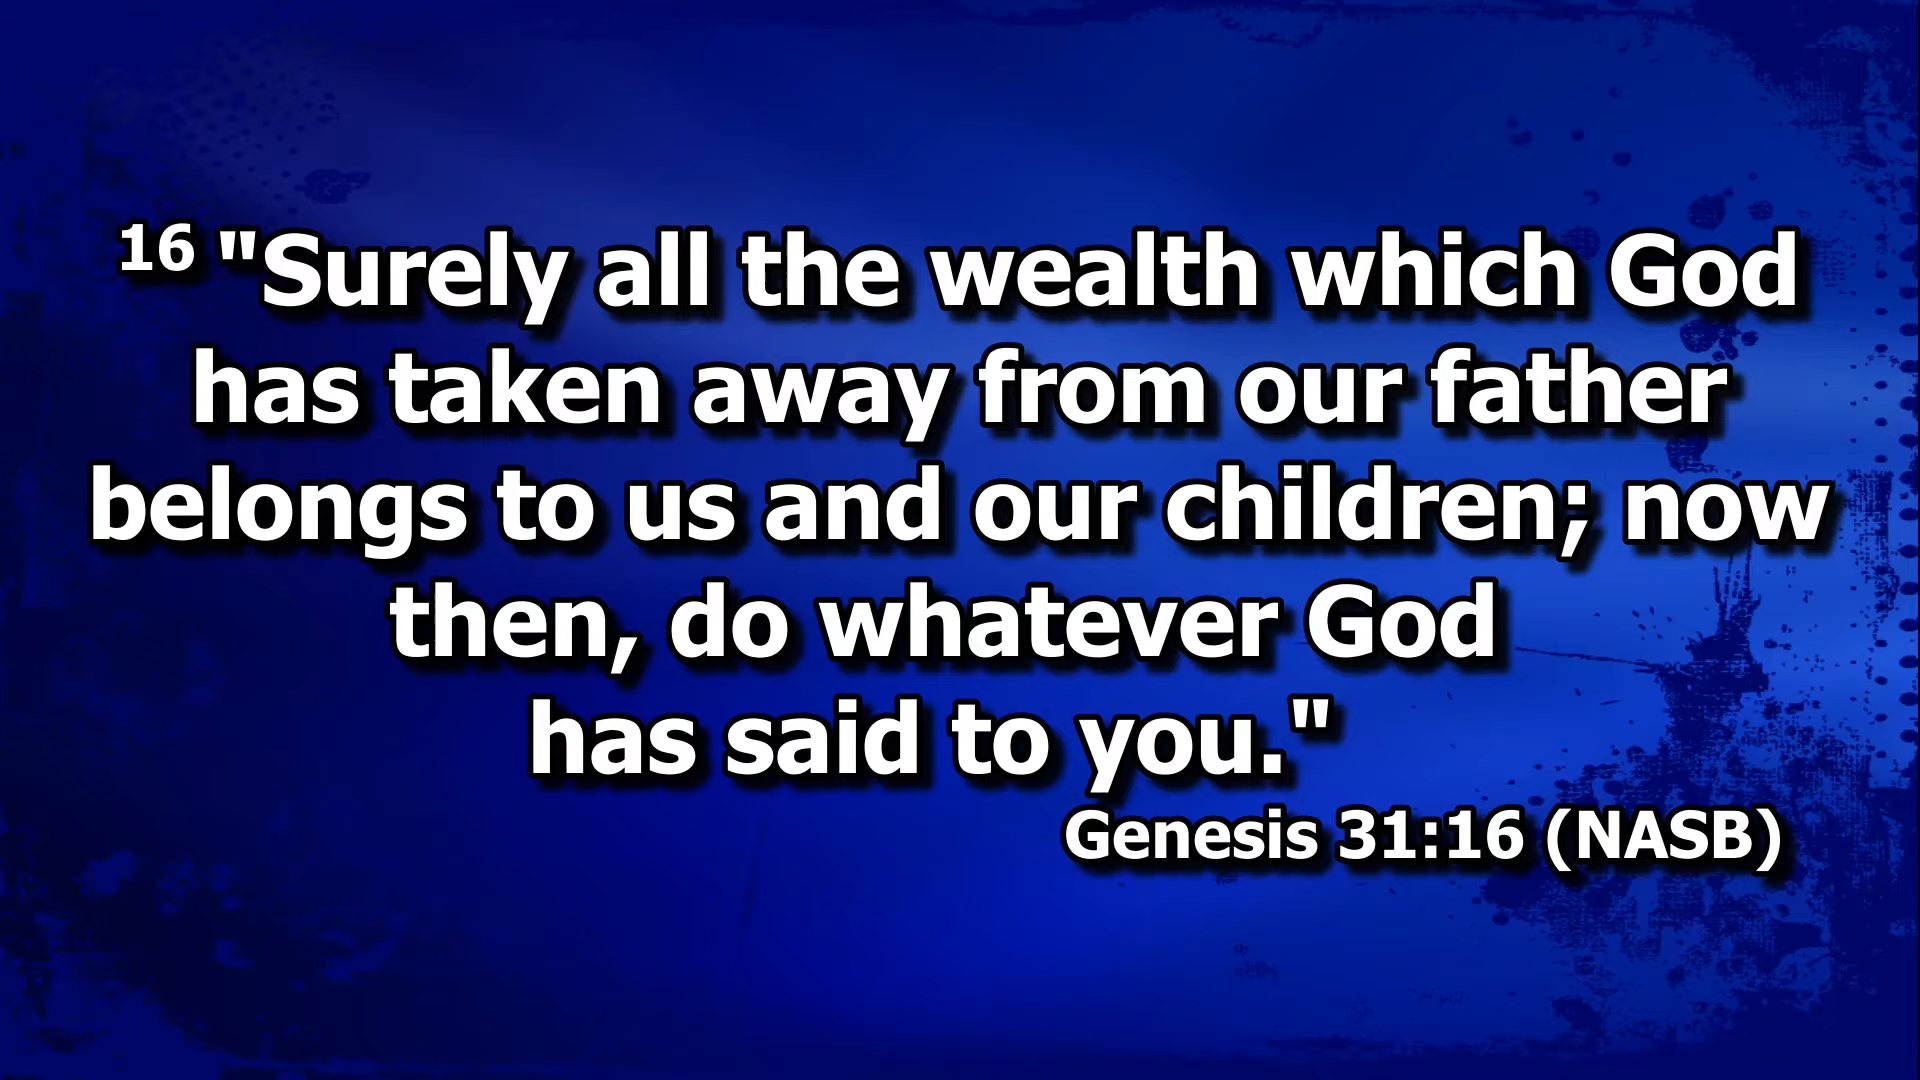 16 "Surely all the wealth which God
has taken away from our father
belongs to us and our children; now
then, do whatever God
has said to you."
Genesis 31:16 (NASB)